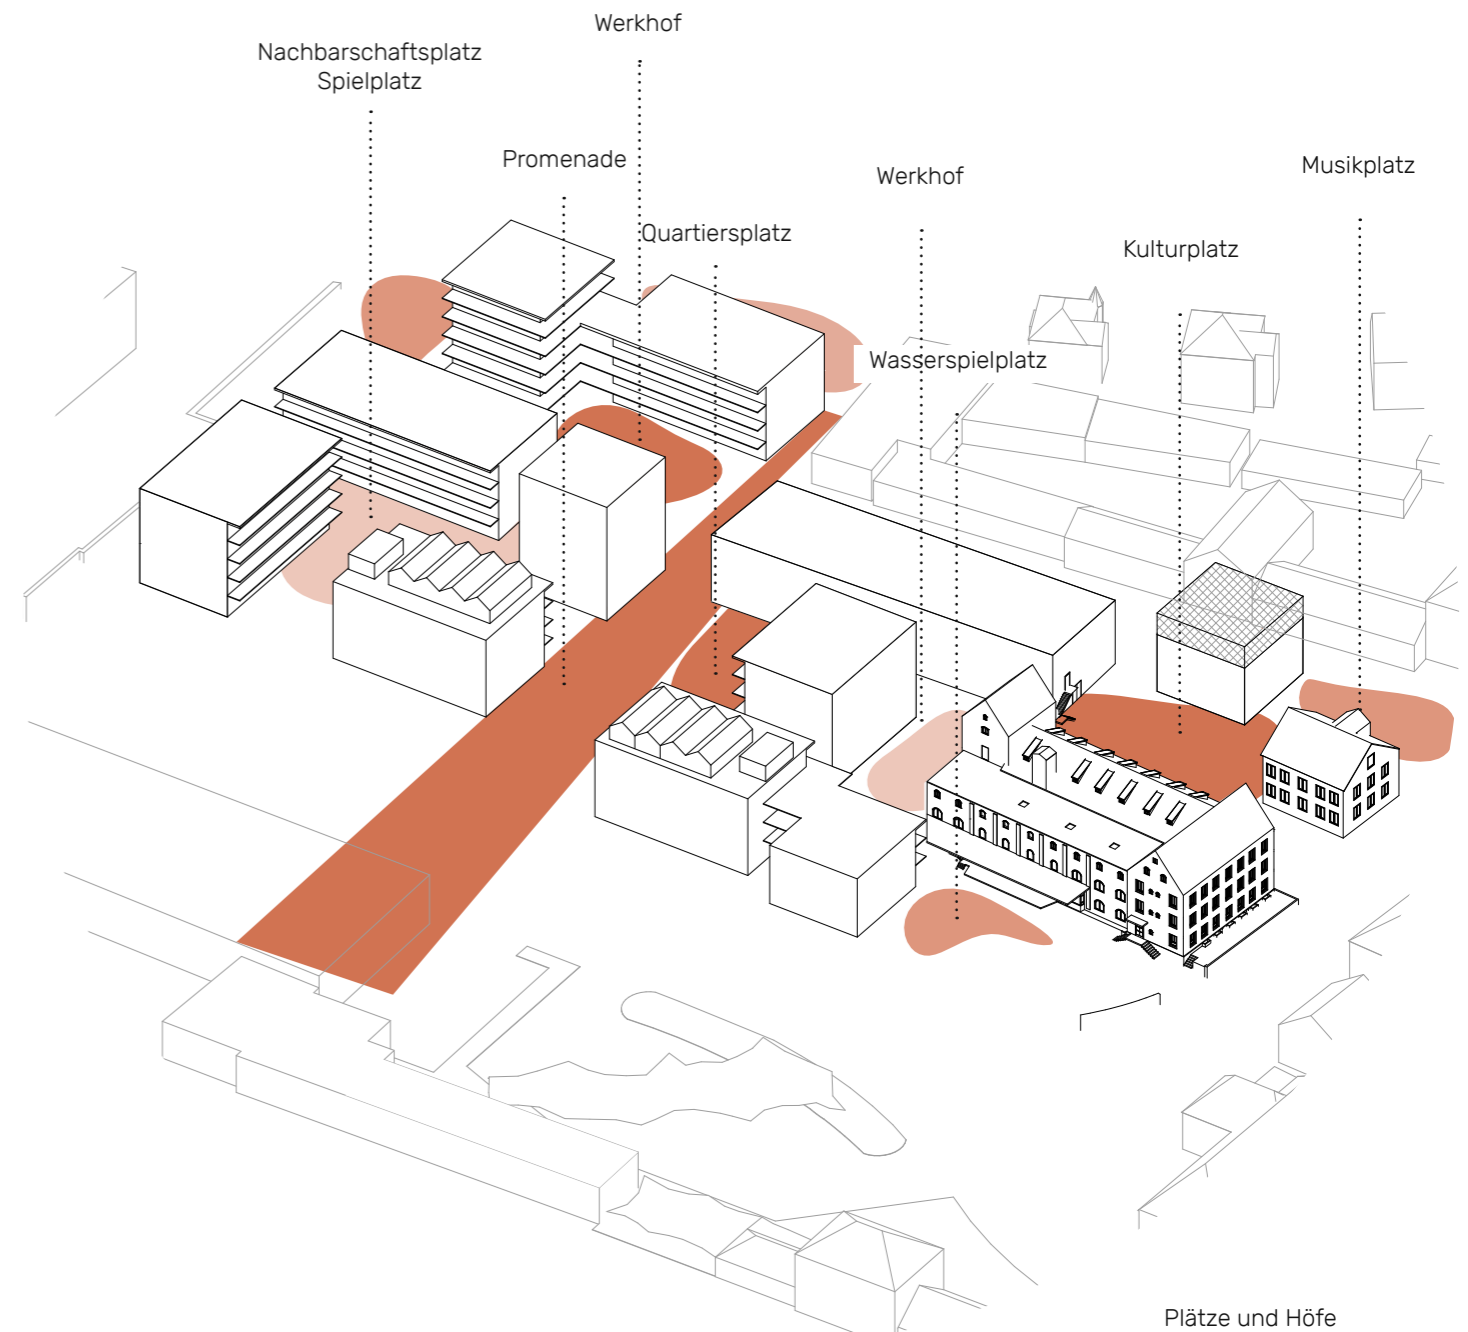 Werkhof
Nachbarschaftsplatz
Spielplatz
Promenade
Werkhof
Musikplatz
Quartiersplatz
Kulturplatz
Wasserspielplatz
Plätze und Höfe